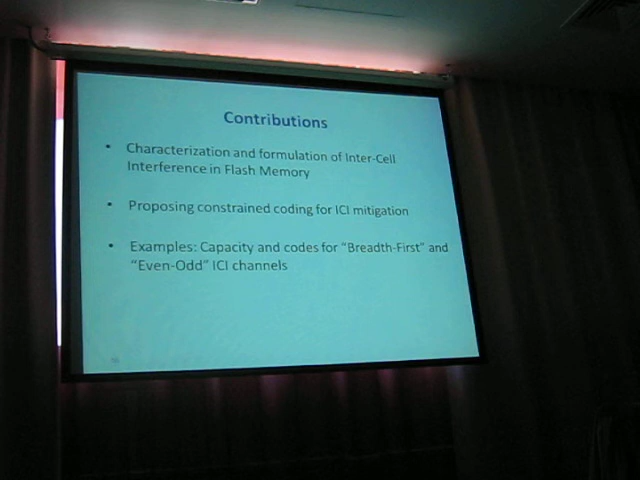 Contributions
• Characterization and formulation of Inter-Cell
Interference in Flash Memory
• Proposing constrained coding for ICI mitigation
• Examples: Capacity and codes for “Breadth-First” and
“Even-Odd” ICI channels